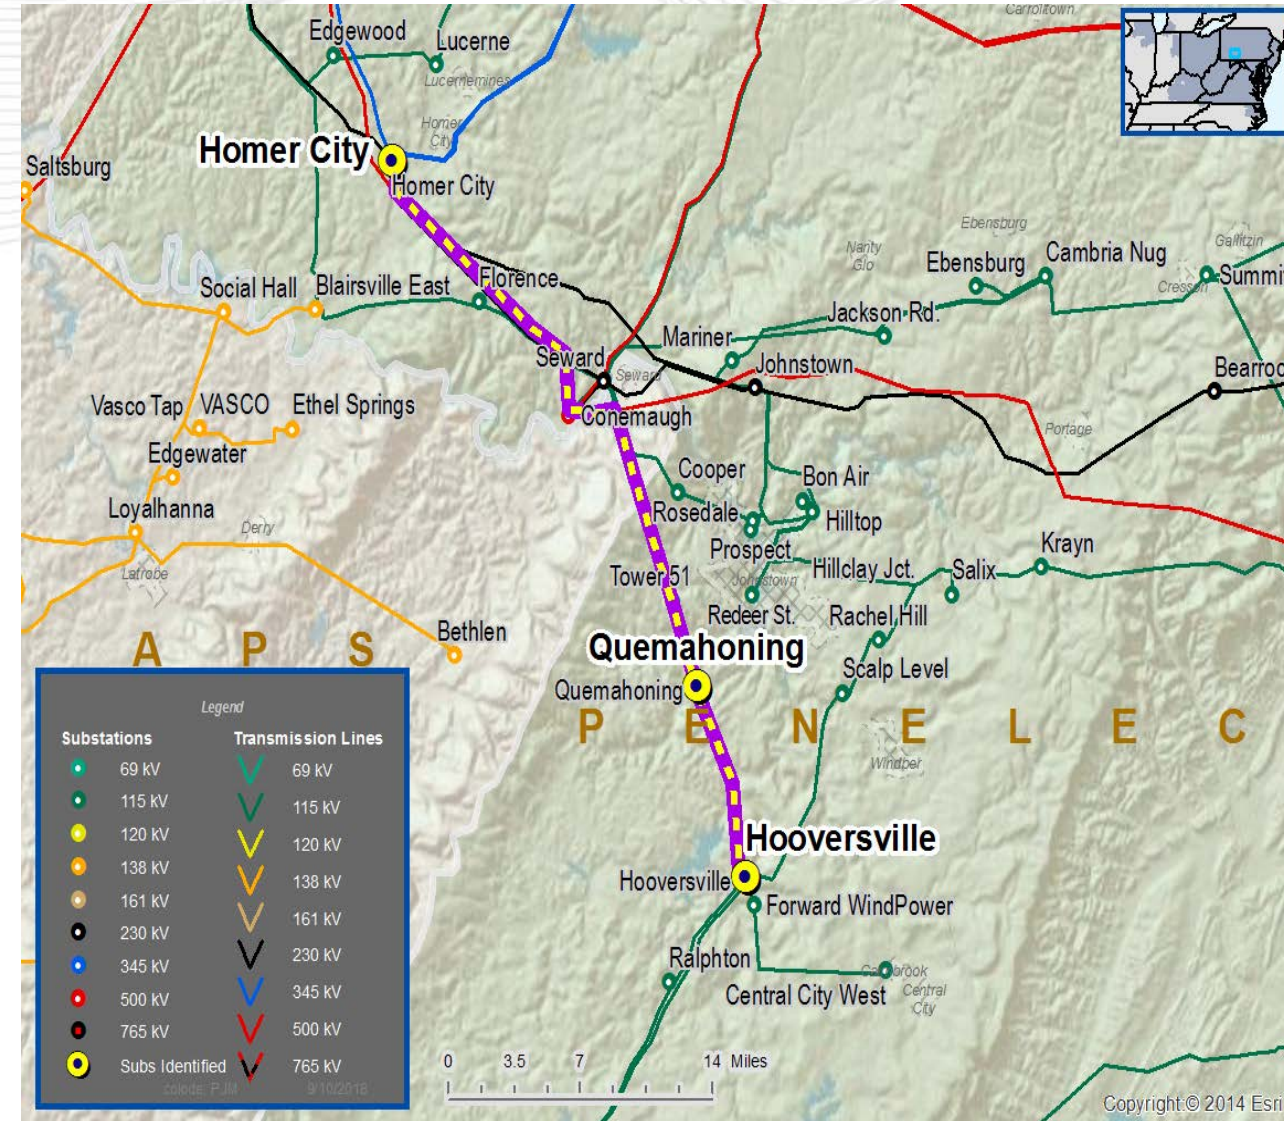 Carrolltown
Edgewood
Lucerne
Lucernemines
Homer
City
Homer City
Homer City
Saltsburg
Ebensburg
Gallitzin
Nanty
Glo
Ebensburg
Cambria Nug
Cresson
Summi
Florence
Social Hall
Blairsville East
Jackson Rd.
Mariner
Seward
Seward
Johnstown
Bearroc
Vasco Tap
VASCO
Ethel Springs
Conemaugh
Portage
Edgewater
Cooper
Bon Air
Loyalhanna
Derry
Rosedale
Hilltop
Prospect
Krayn
Latrobe
Tower 51
Johnstown
Hillclay Jct.
Salix
Redeer St.
Rachel Hill
Bethlen
A P S
Quemahoning
Quemahoning
Scalp Level
P E N E L E C
Windber
Hooversville
Hooversville
Forward WindPower
Ralphton
Central City West
Central
City
Legend
Substations
69 kV
115 kV
120 kV
138 kV
161 kV
230 kV
345 kV
500 kV
765 kV
Subs Identified
Transmission Lines
69 kV
115 kV
120 kV
138 kV
161 kV
230 kV
345 kV
500 kV
765 kV
9/10/2018
0 3.5 7 14 Miles
Copyright:© 2014 Esri